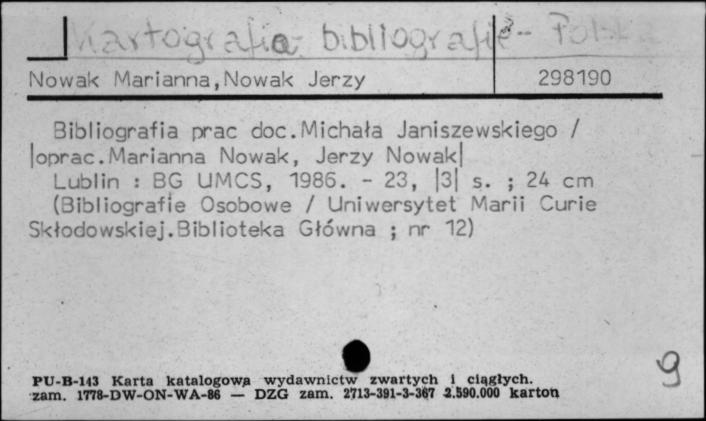 Kartografia bibliografie - Polska
Nowak Marianna,Nowak Jerzy 298190
Bibliografia prac doc.Michała Janiszewskiego /
|oprac.Marianna Nowak, Jerzy Nowak|
Lublin : BG UMCS, 1986. - 23, |3| s. ; 24 cm
(Bibliografie Osobowe / Uniwersytet Marii Curie
Skłodowskiej.Biblioteka Główna ; nr 12)
9
PU-B-143 Karta katalogowa wydawnictw zwartych i ciągłych.
zam. 1778-DW-ON-WA-86 — DZG zam. 2713-391-3-367 2.590.000 karton